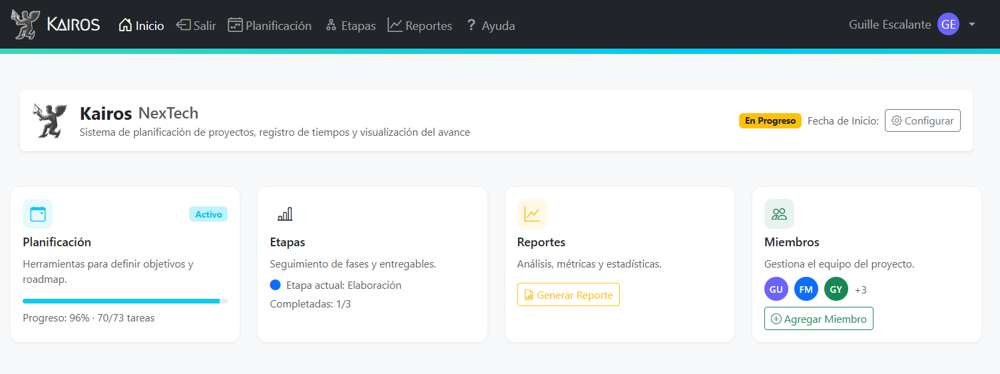 KAIROS Inicio Salir Planificación Etapas Reportes ? Ayuda Guille Escalante GE
Kairos NexTech
Sistema de planificación de proyectos, registro de tiempos y visualización del avance
En Progreso Fecha de Inicio: Configurar
Activo
Planificación
Herramientas para definir objetivos y
roadmap.
Progreso: 96% · 70/73 tareas
Etapas
Seguimiento de fases y entregables.
Etapa actual: Elaboración
Completadas: 1/3
Reportes
Análisis, métricas y estadísticas.
Generar Reporte
Miembros
Gestiona el equipo del proyecto.
GU FM GY +3
Agregar Miembro